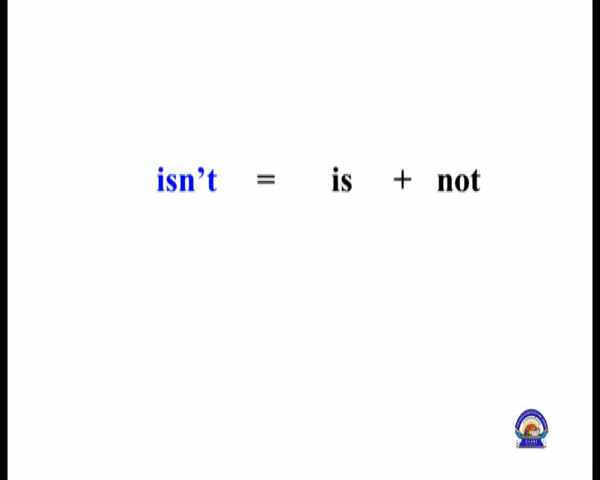 isn’t = is + not